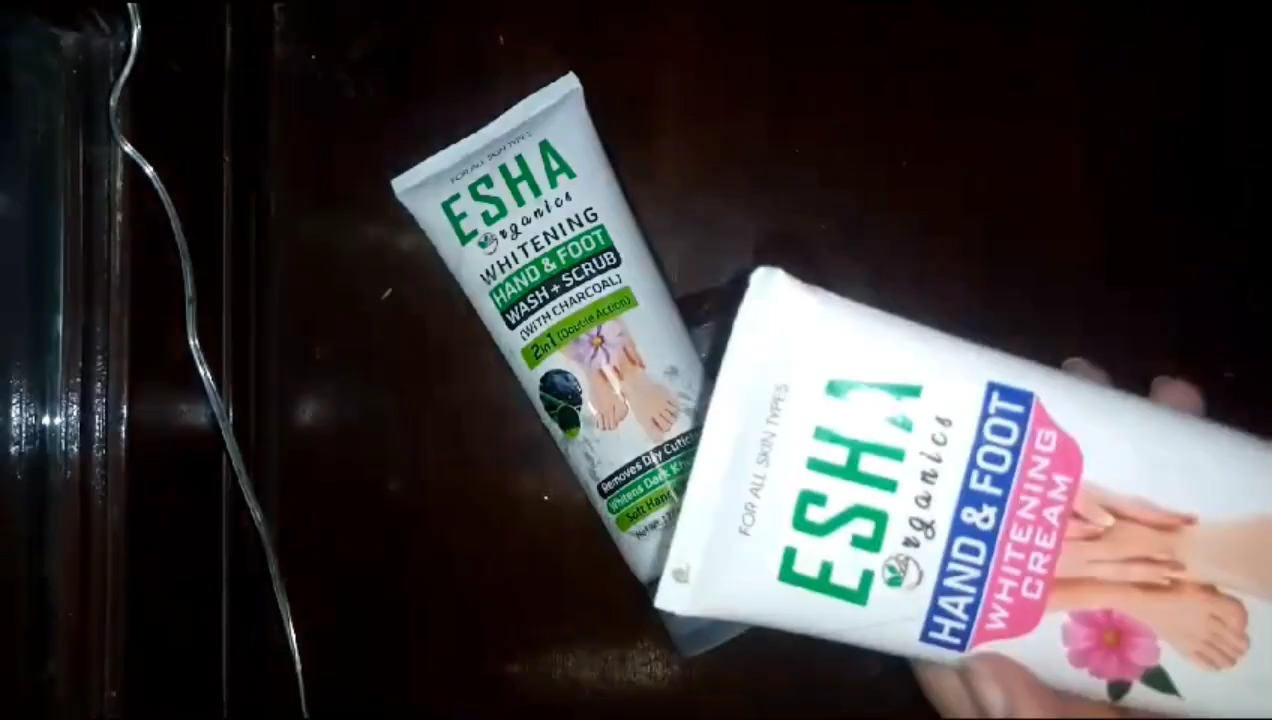 FOR ALL SKIN TYPES
ESHA
Organics
WHITENING
HAND & FOOT
WASH + SCRUB
(WITH CHARCOAL)
2in1 (Double Action)
Removes Dry
Whitens Dark
Soft
FOR ALL SKIN TYPES
ESHA
Organics
HAND & FOOT
WHITENING
CREAM